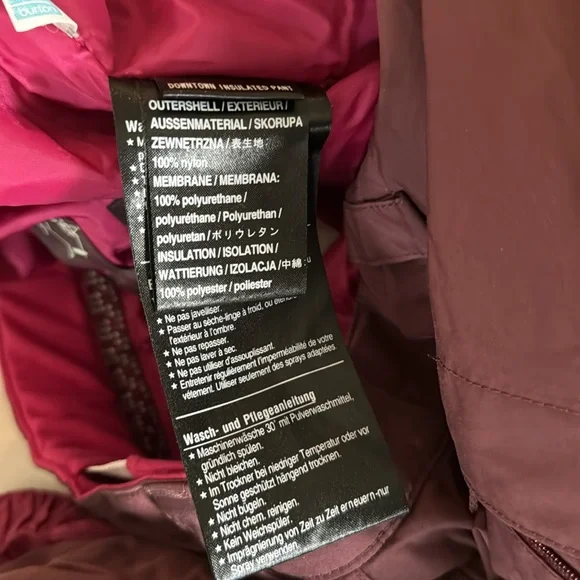 burton
DOWNTOWN INSULATED PANT
OUTERSHELL / EXTERIEUR /
AUSSENMATERIAL / SKORUPA
ZEWNĘTRZNA / 表生地:
100% nylon
MEMBRANE / MEMBRANA:
100% polyurethane /
polyuréthane / Polyurethan /
poliuretan / ポリウレタン
INSULATION / ISOLATION /
WATTIERUNG / IZOLACJA / 中綿
100% polyester / poliester
Wa
★ Ne pas javeliser.
★ Passer au sèche-linge à froid, ou étendre
l'extérieur à l'ombre.
★ Ne pas repasser.
★ Ne pas laver à sec.
★ Ne pas utiliser d'assouplissant.
★ Entretenir régulièrement l'imperméabilité de votre
vêtement. Utiliser seulement des sprays adaptées.
Wasch- und Pflegeanleitung
★ Maschinenwäsche 30° mit Pulverwaschmittel,
gründlich spülen.
★ Nicht bleichen.
★ Im Trockner bei niedriger Temperatur oder vor
Sonne geschützt hängend trocknen.
★ Nicht bügeln.
★ Nicht chem. reinigen.
★ Kein Weichspüler.
★ Imprägnierung von Zeit zu Zeit erneuern-nur
Spray verwenden.